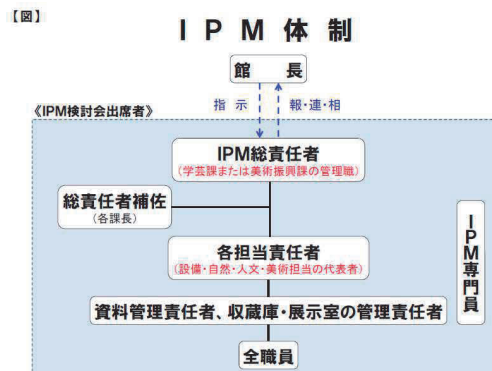 【図】
IPM体制
館長
指示
報・連・相
《IPM検討会出席者》
IPM総責任者
(学芸課または美術振興課の管理職)
総責任者補佐
(各課長)
各担当責任者
(設備・自然・人文・美術担当の代表者)
IPM専門員
資料管理責任者、収蔵庫・展示室の管理責任者
全職員